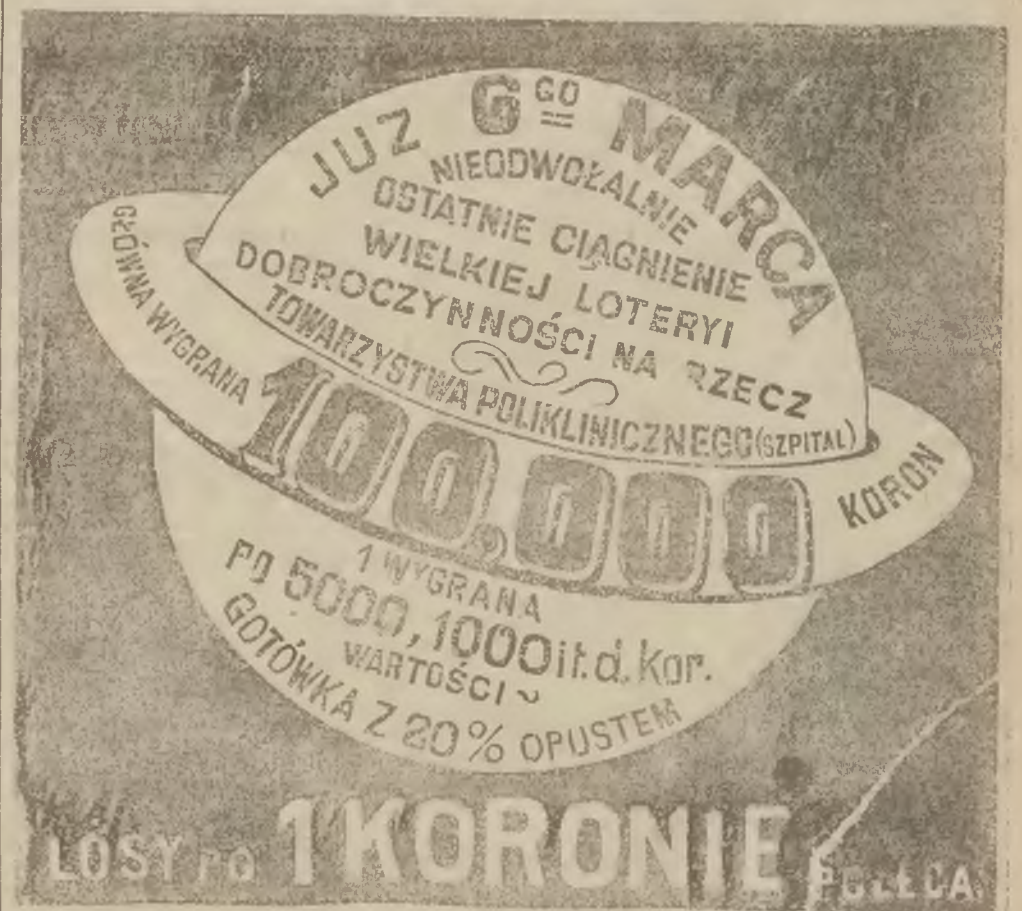 JUZ 6GO MARCA
NIEODWOŁALNIE
OSTATNIE CIĄGNIENIE
WIELKIEJ LOTERYI
DOBROCZYNNOŚCI NA RZECZ
TOWARZYSTWA POLIKLINICZNEGO (SZPITAL)
GŁÓWNA WYGRANA 100.000 KORON
1 WYGRANA
PO 5000, 1000 i t. d. Kor.
WARTOŚCI ~
GOTÓWKA Z 20% OPUSTEM
LOSY PO 1 KORONIE POLECA